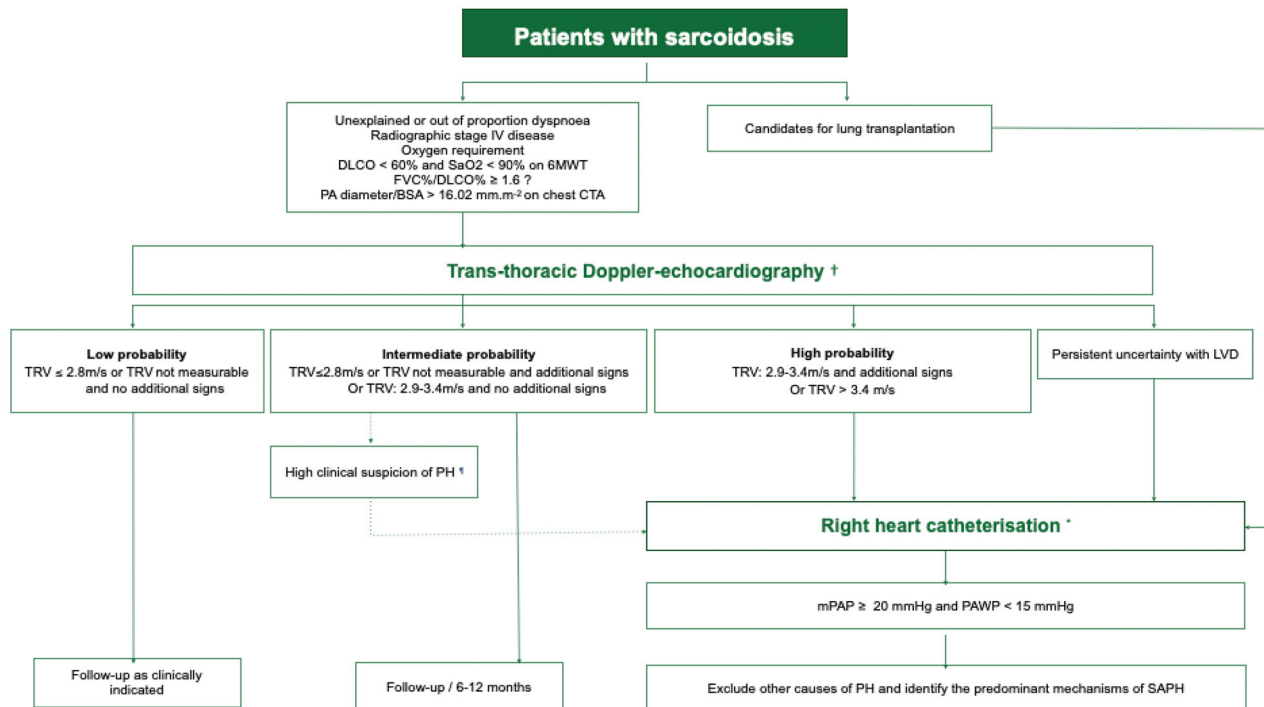 Patients with sarcoidosis
Unexplained or out of proportion dyspnoea
Radiographic stage IV disease
Oxygen requirement
DLCO < 60% and SaO2 < 90% on 6MWT
FVC%/DLCO% ≥ 1.6 ?
PA diameter/BSA > 16.02 mm.m⁻² on chest CTA
Candidates for lung transplantation
Trans-thoracic Doppler-echocardiography †
Low probability
TRV ≤ 2.8m/s or TRV not measurable
and no additional signs
Intermediate probability
TRV≤2.8m/s or TRV not measurable and additional signs
Or TRV: 2.9-3.4m/s and no additional signs
High probability
TRV: 2.9-3.4m/s and additional signs
Or TRV > 3.4 m/s
Persistent uncertainty with LVD
High clinical suspicion of PH ¶
Right heart catheterisation *
mPAP ≥ 20 mmHg and PAWP < 15 mmHg
Follow-up as clinically
indicated
Follow-up / 6-12 months
Exclude other causes of PH and identify the predominant mechanisms of SAPH